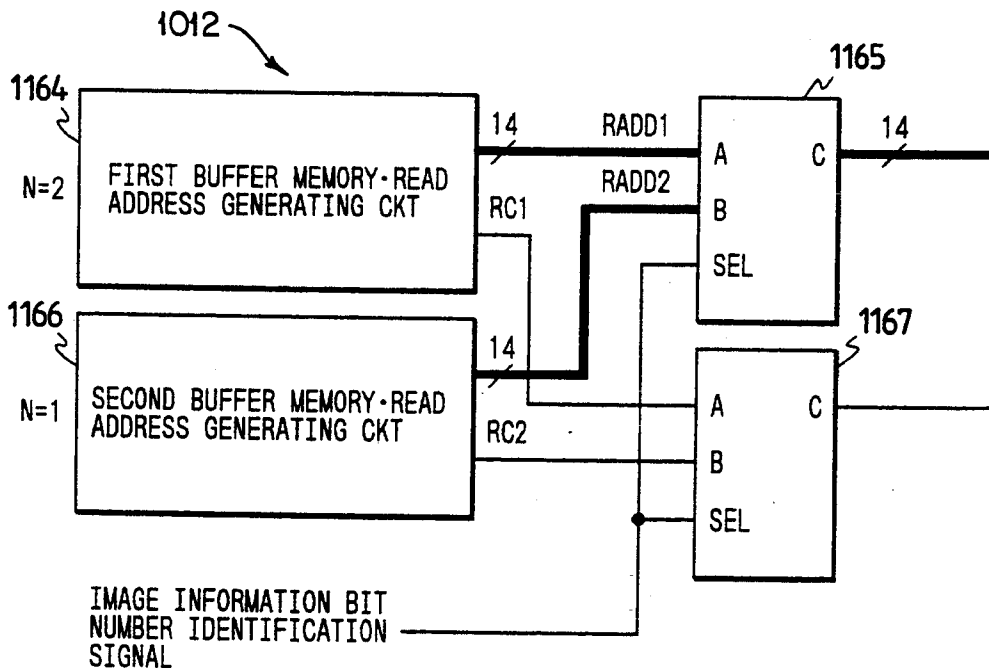 1012
1164
1165
14
RADD1
14
A
C
FIRST BUFFER MEMORY·READ
ADDRESS GENERATING CKT
N=2
RADD2
B
RC1
SEL
1166
1167
14
SECOND BUFFER MEMORY·READ
ADDRESS GENERATING CKT
N=1
A
C
RC2
B
SEL
IMAGE INFORMATION BIT
NUMBER IDENTIFICATION
SIGNAL